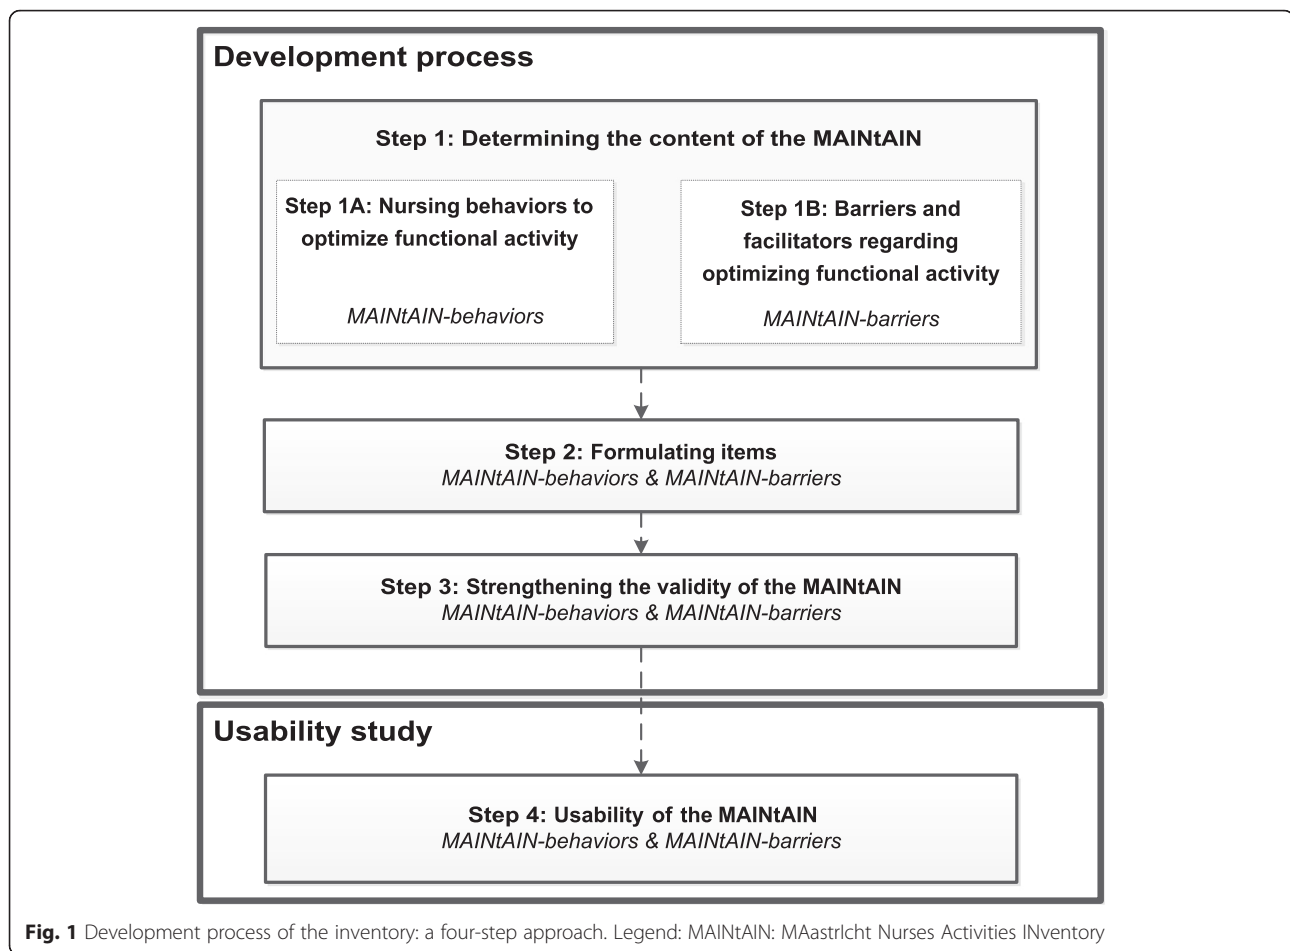 Development process
Step 1: Determining the content of the MAINtAIN
Step 1A: Nursing behaviors to
optimize functional activity
MAINtAIN-behaviors
Step 1B: Barriers and
facilitators regarding
optimizing functional activity
MAINtAIN-barriers
Step 2: Formulating items
MAINtAIN-behaviors & MAINtAIN-barriers
Step 3: Strengthening the validity of the MAINtAIN
MAINtAIN-behaviors & MAINtAIN-barriers
Usability study
Step 4: Usability of the MAINtAIN
MAINtAIN-behaviors & MAINtAIN-barriers
Fig. 1 Development process of the inventory: a four-step approach. Legend: MAINtAIN: MAastrIcht Nurses Activities INventory